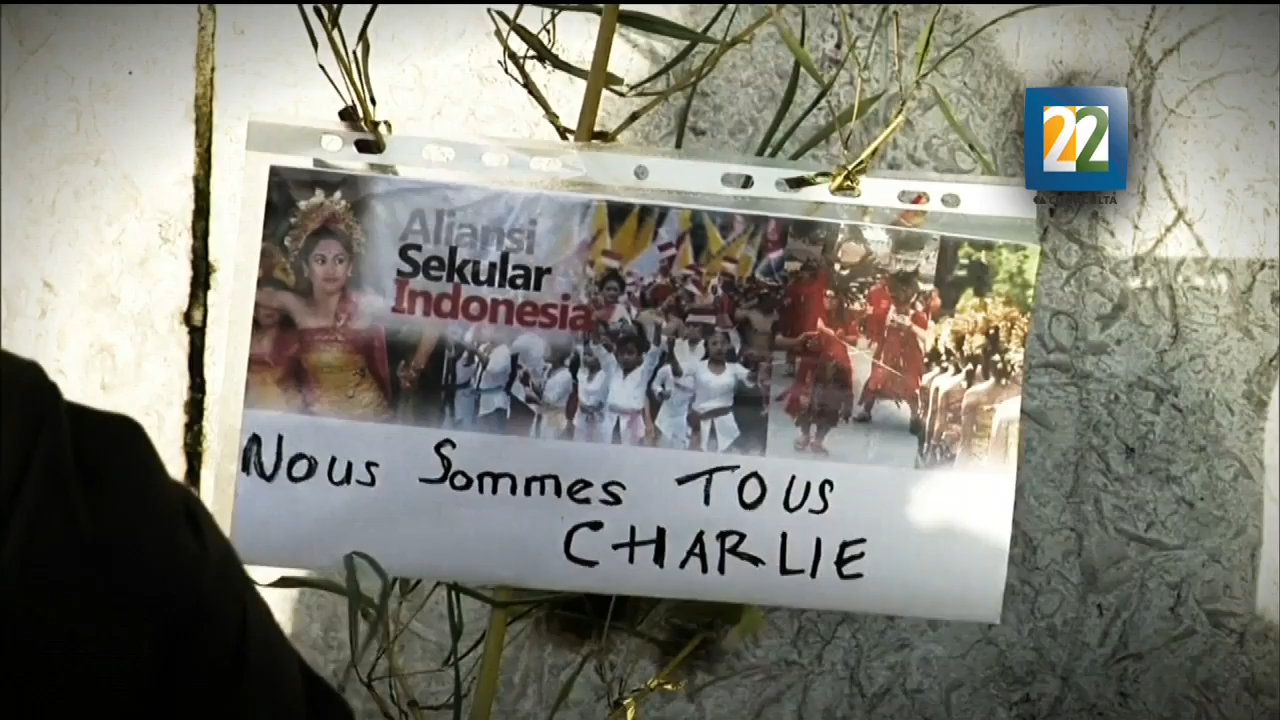 22
Aliansi
Sekular
Indonesia
Nous Sommes TOUS
CHARLIE